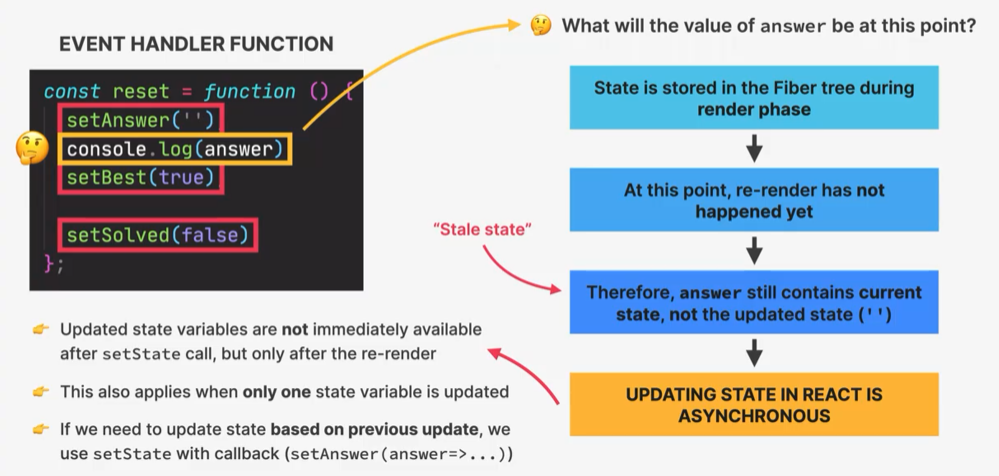 EVENT HANDLER FUNCTION
const reset = function () {
setAnswer('')
console.log(answer)
setBest(true)
setSolved(false)
};
What will the value of answer be at this point?
State is stored in the Fiber tree during
render phase
At this point, re-render has not
happened yet
"Stale state"
Therefore, answer still contains current
state, not the updated state ('')
UPDATING STATE IN REACT IS
ASYNCHRONOUS
Updated state variables are not immediately available
after setState call, but only after the re-render
This also applies when only one state variable is updated
If we need to update state based on previous update, we
use setState with callback (setAnswer(answer=>...))